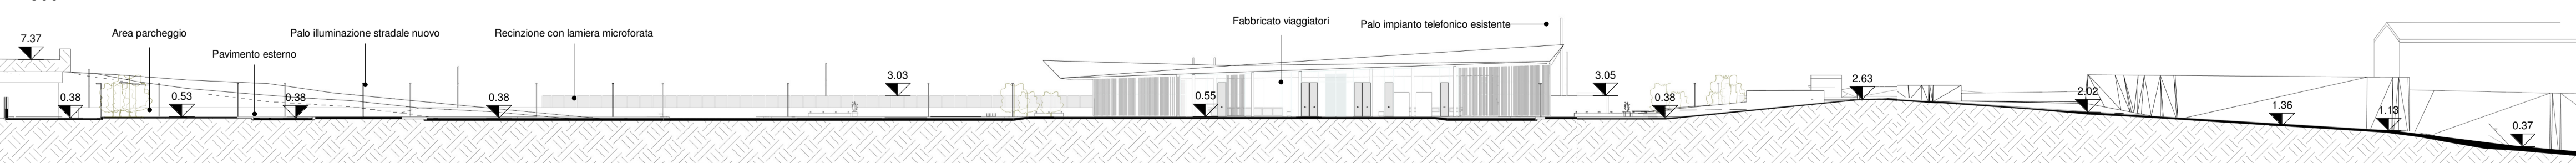 Fabbricato viaggiatori
Palo impianto telefonico esistente
Area parcheggio
Palo illuminazione stradale nuovo
Recinzione con lamiera microforata
7.37
Pavimento esterno
3.03
3.05
2.63
2.02
0.38
0.53
0.38
0.38
0.55
0.38
1.36
1.13
0.37